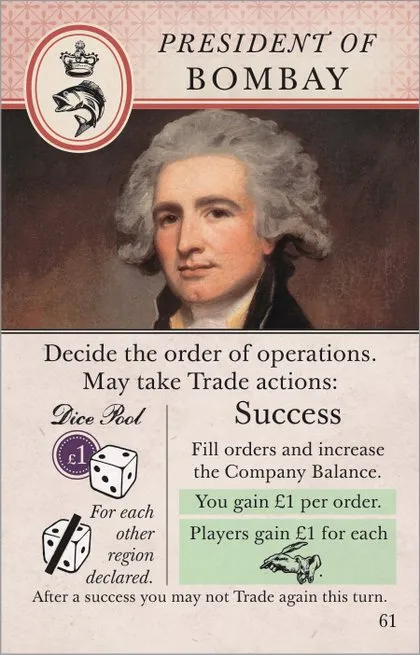 PRESIDENT OF
BOMBAY
Decide the order of operations.
May take Trade actions:
Dice Pool
£1
For each
other
region
declared.
Success
Fill orders and increase
the Company Balance.
You gain £1 per order.
Players gain £1 for each
.
After a success you may not Trade again this turn.
61